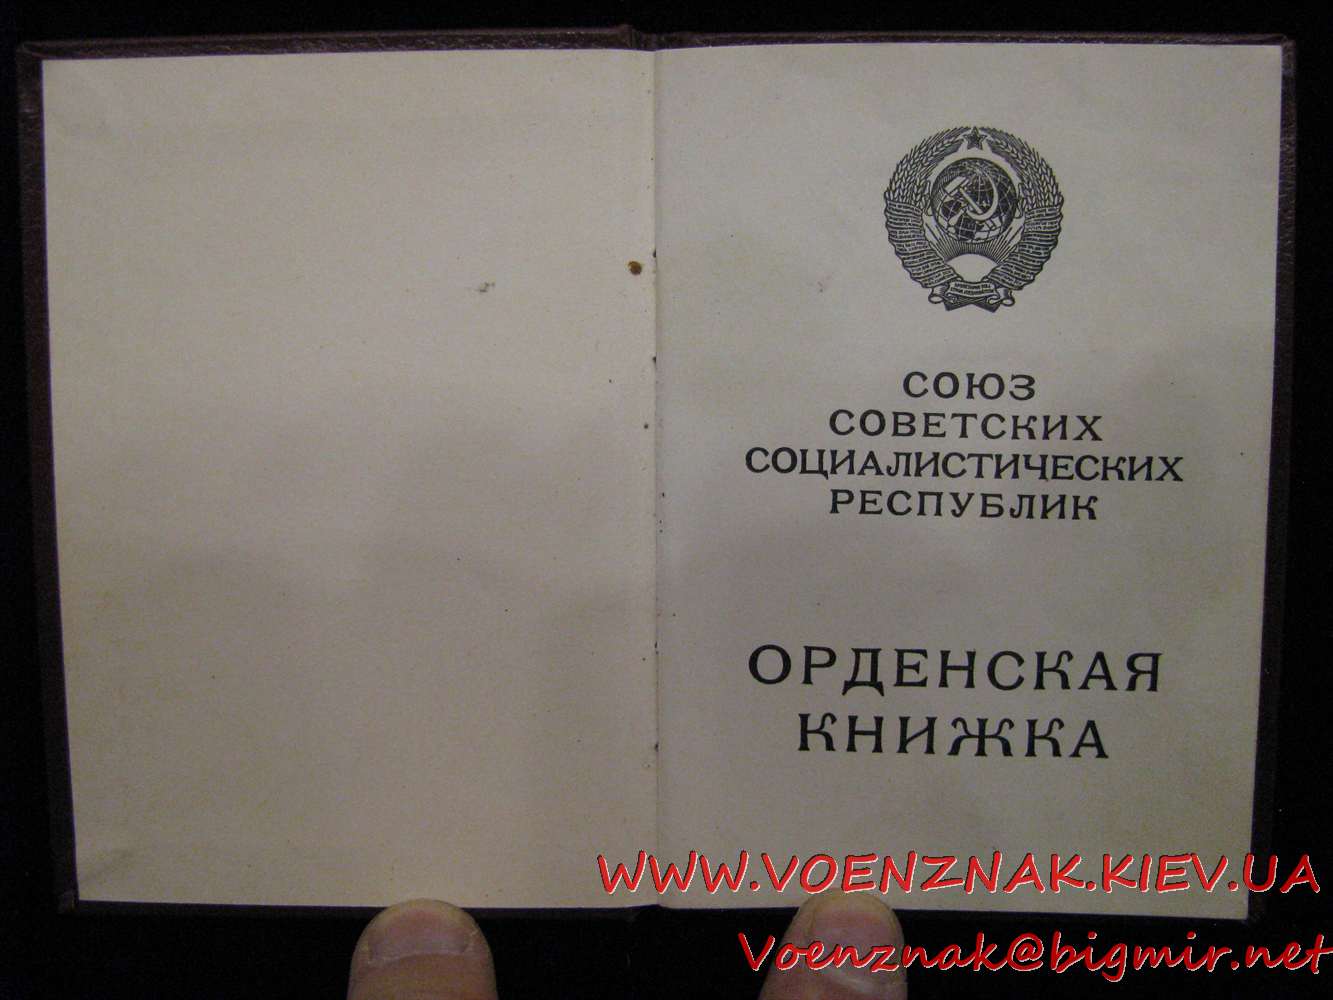 СОЮЗ
СОВЕТСКИХ
СОЦИАЛИСТИЧЕСКИХ
РЕСПУБЛИК
ОРДЕНСКАЯ
КНИЖКА
WWW.VOENZNAK.KIEV.UA
Voenznak@bigmir.net